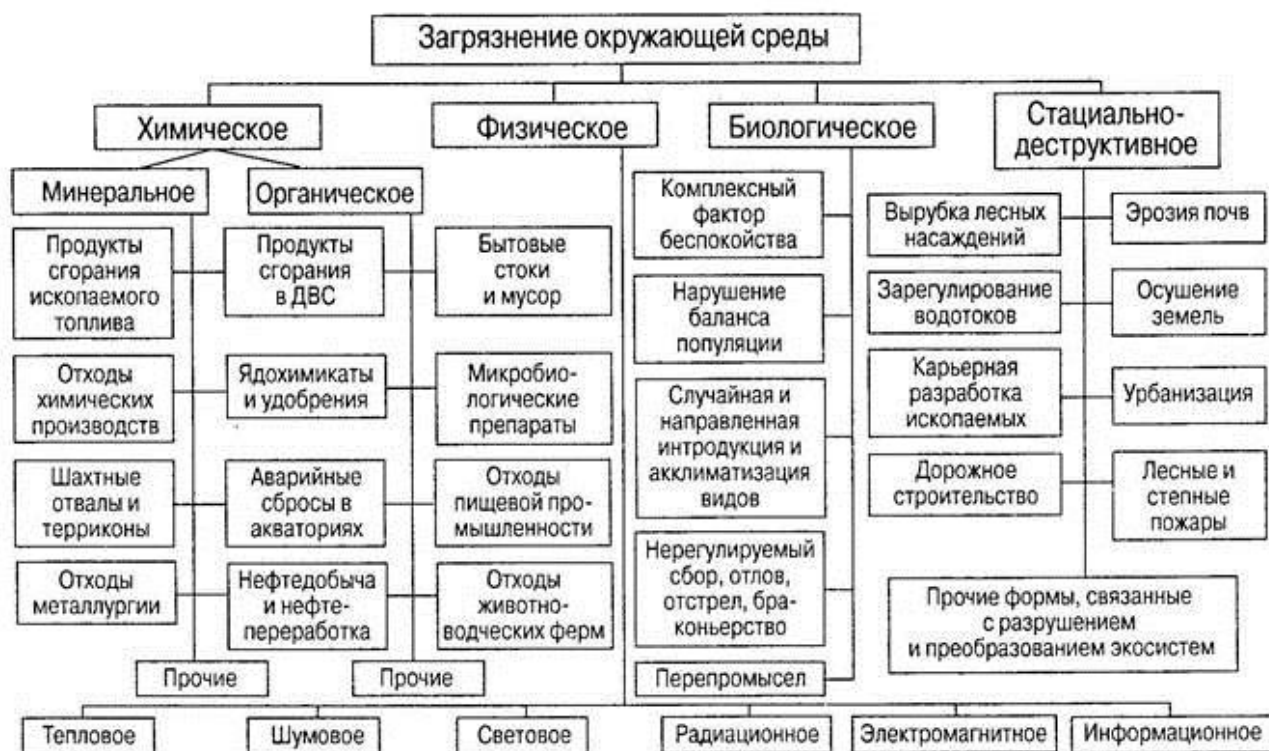 Загрязнение окружающей среды
Химическое
Физическое
Биологическое
Стациально-
деструктивное
Минеральное
Органическое
Продукты
сгорания
ископаемого
топлива
Продукты
сгорания
в ДВС
Бытовые
стоки
и мусор
Комплексный
фактор
беспокойства
Вырубка лесных
насаждений
Эрозия почв
Нарушение
баланса
популяции
Зарегулирование
водотоков
Осушение
земель
Отходы
химических
производств
Ядохимикаты
и удобрения
Микробио-
логические
препараты
Случайная и
направленная
интродукция и
акклиматизация
видов
Карьерная
разработка
ископаемых
Урбанизация
Шахтные
отвалы и
терриконы
Аварийные
сбросы в
акваториях
Отходы
пищевой про-
мышленности
Дорожное
строительство
Лесные и
степные
пожары
Отходы
металлургии
Нефтедобыча
и нефте-
переработка
Отходы
животно-
водческих ферм
Нерегулируемый
сбор, отлов,
отстрел, бра-
коньерство
Прочие формы, связанные
с разрушением
и преобразованием экосистем
Прочие
Прочие
Перепромысел
Тепловое
Шумовое
Световое
Радиационное
Электромагнитное
Информационное